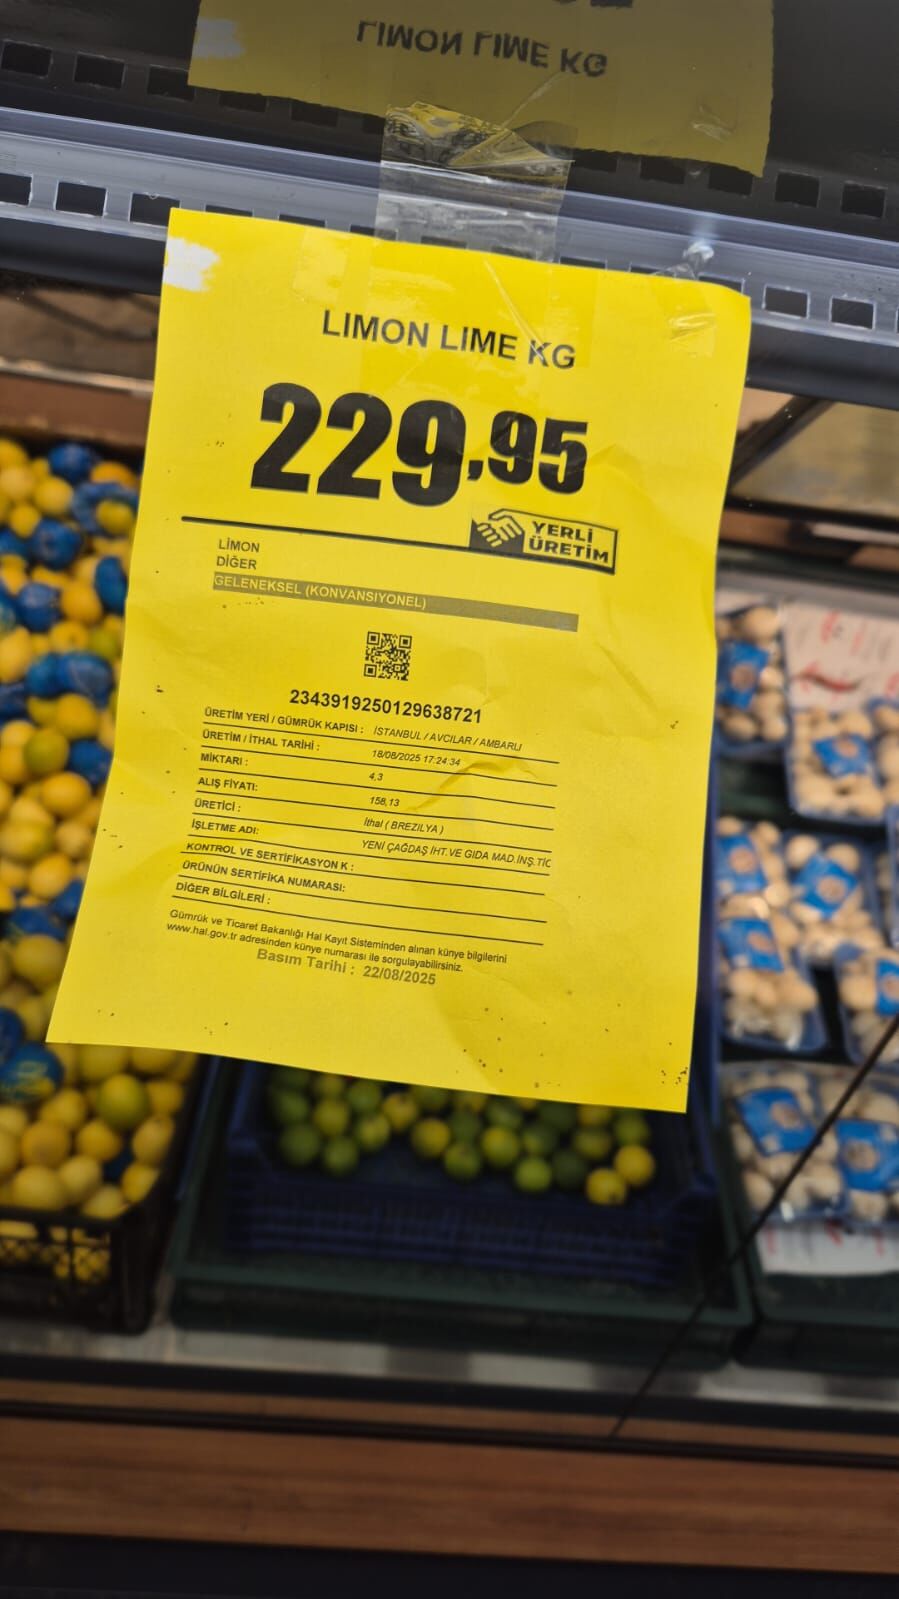 LIMON LIME KG
LIMON LIME KG
229,95
YERLİ
ÜRETİM
LİMON
DİĞER
GELENEKSEL (KONVANSIYONEL)
2343919250129638721
ÜRETİM YERİ / GÜMRÜK KAPISI : İSTANBUL / AVCILAR / AMBARLI
ÜRETİM / İTHAL TARİHİ : 18/08/2025 17:24:34
MİKTARI : 4,3
ALIŞ FİYATI: 158,13
ÜRETİCİ : İthal ( BREZILYA )
İŞLETME ADI: YENİ ÇAĞDAŞ İHT.VE GIDA MAD.İNŞ.TİC
KONTROL VE SERTİFİKASYON K :
ÜRÜNÜN SERTİFİKA NUMARASI:
DİĞER BİLGİLERİ :
Gümrük ve Ticaret Bakanlığı Hal Kayıt Sisteminden alınan künye bilgilerini
www.hal.gov.tr adresinden künye numarası ile sorgulayabilirsiniz.
Basım Tarihi : 22/08/2025